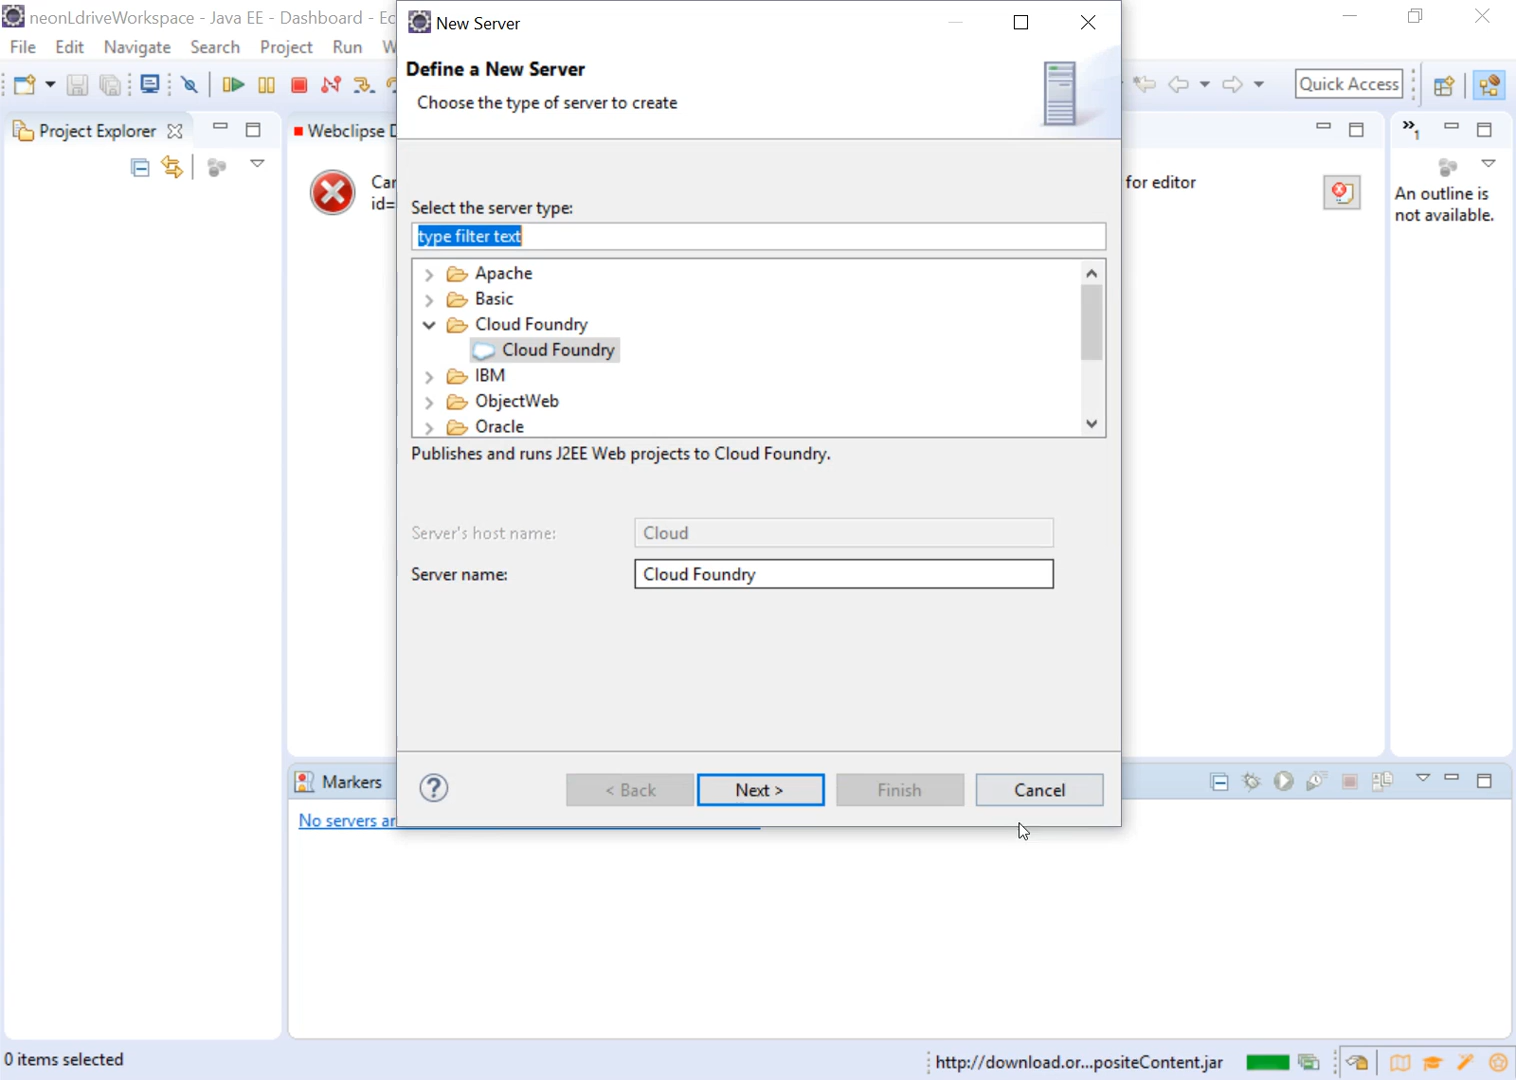 neonLdriveWorkspace - Java EE - Dashboard - Ec
New Server
File Edit Navigate Search Project Run W
Define a New Server
Choose the type of server to create
Quick Access
Project Explorer
Webclipse D
»1
Car
id=
for editor
An outline is
not available.
Select the server type:
type filter text
Apache
Basic
Cloud Foundry
Cloud Foundry
IBM
ObjectWeb
Oracle
Publishes and runs J2EE Web projects to Cloud Foundry.
Server's host name: Cloud
Server name: Cloud Foundry
< Back Next > Finish Cancel
Markers
No servers ar
0 items selected
http://download.or...positeContent.jar